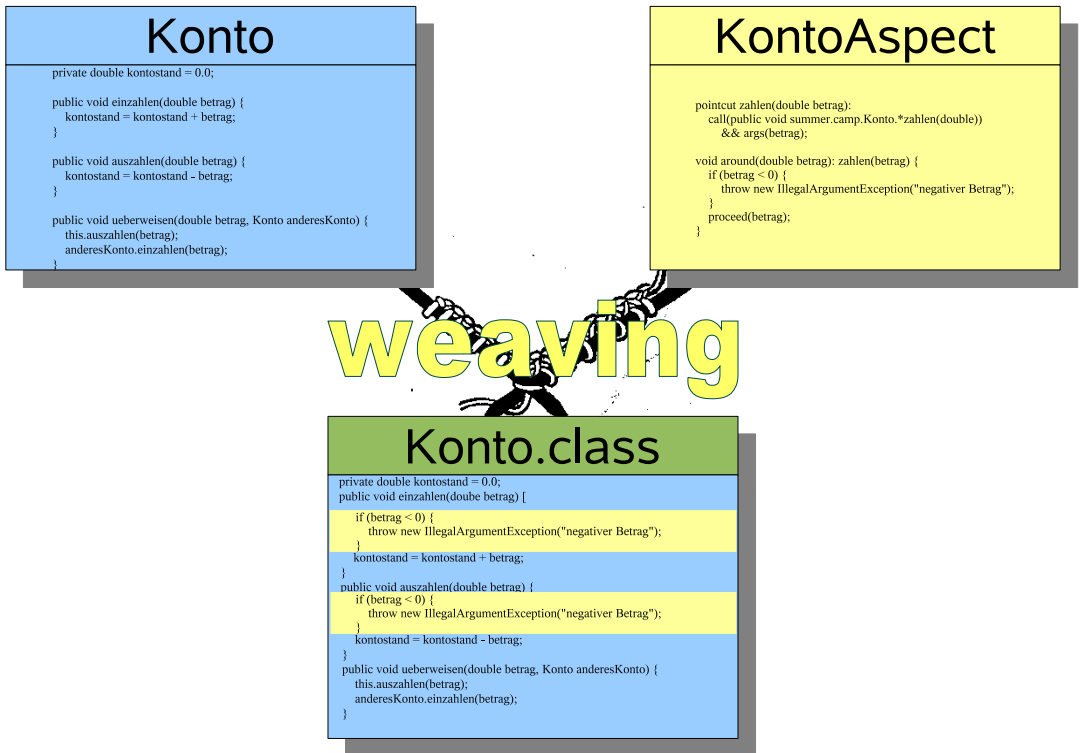 Konto
private double kontostand = 0.0;
public void einzahlen(double betrag) {
kontostand = kontostand + betrag;
}
public void auszahlen(double betrag) {
kontostand = kontostand - betrag;
}
public void ueberweisen(double betrag, Konto anderesKonto) {
this.auszahlen(betrag);
anderesKonto.einzahlen(betrag);
}
KontoAspect
pointcut zahlen(double betrag):
call(public void summer.camp.Konto.*zahlen(double))
&& args(betrag);
void around(double betrag): zahlen(betrag) {
if (betrag < 0) {
throw new IllegalArgumentException("negativer Betrag");
}
proceed(betrag);
}
weaving
Konto.class
private double kontostand = 0.0;
public void einzahlen(doube betrag) [
if (betrag < 0) {
throw new IllegalArgumentException("negativer Betrag");
}
kontostand = kontostand + betrag;
}
public void auszahlen(double betrag) {
if (betrag < 0) {
throw new IllegalArgumentException("negativer Betrag");
}
kontostand = kontostand - betrag;
}
public void ueberweisen(double betrag, Konto anderesKonto) {
this.auszahlen(betrag);
anderesKonto.einzahlen(betrag);
}